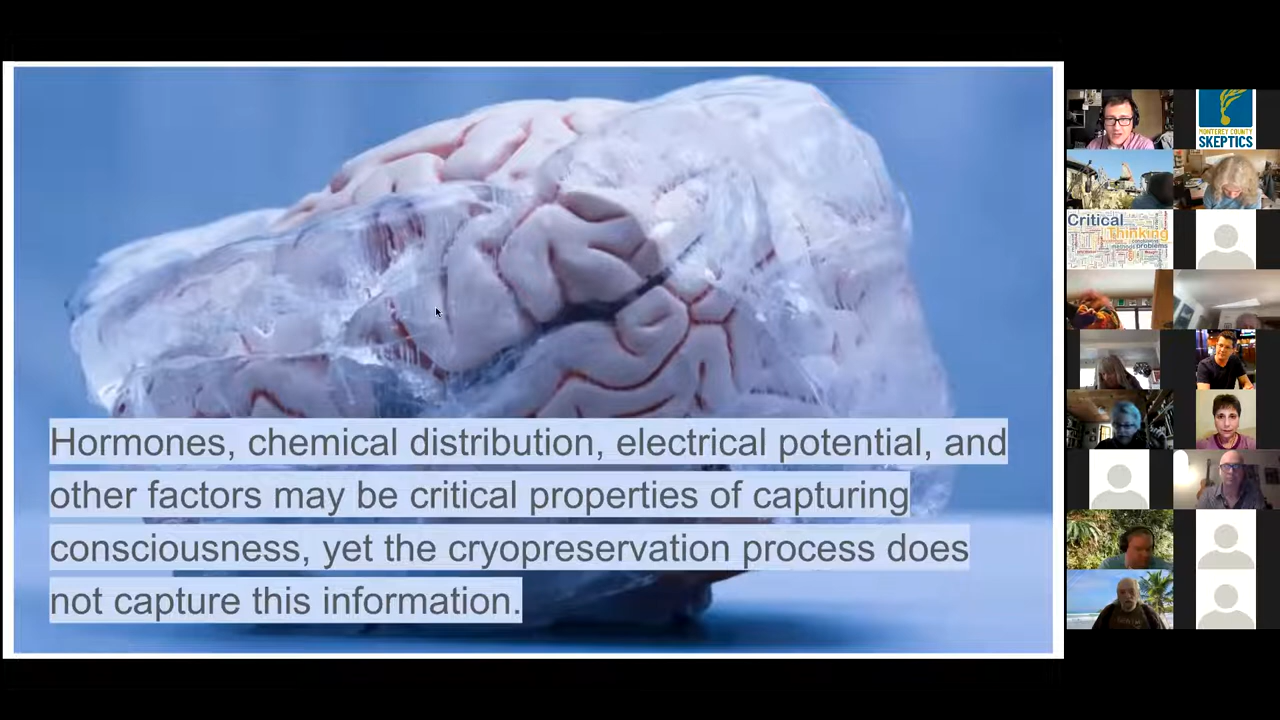 Hormones, chemical distribution, electrical potential, and
other factors may be critical properties of capturing
consciousness, yet the cryopreservation process does
not capture this information.
MONTEREY COUNTY
SKEPTICS
Critical
Thinking
problems